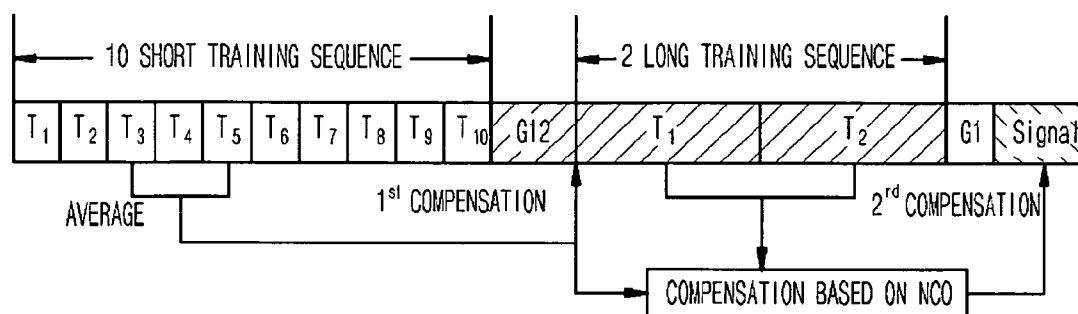 10 SHORT TRAINING SEQUENCE
2 LONG TRAINING SEQUENCE
T1 T2 T3 T4 T5 T6 T7 T8 T9 T10 GI2 T1 T2 G1 Signal
AVERAGE
1st COMPENSATION
2rd COMPENSATION
COMPENSATION BASED ON NCO